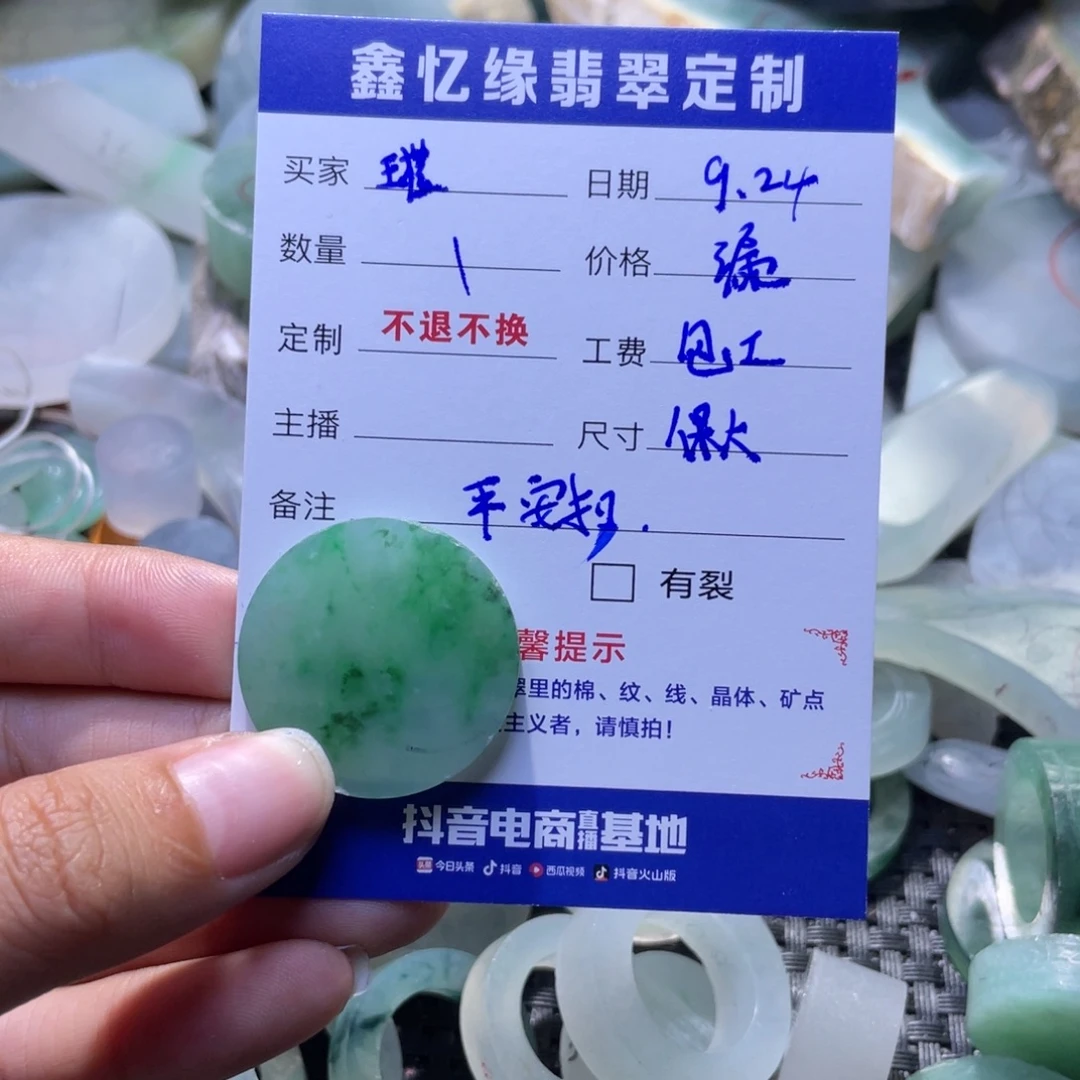 鑫忆缘翡翠定制
买家 日期 9.24
数量 1 价格
定制 不退不换 工费 包工
主播 尺寸 保大
备注 平安扣.
有裂
馨提示
翠里的棉、纹、线、晶体、矿点
主义者，请慎拍！
抖音电商直播基地
头条 今日头条 抖音 西瓜视频 抖音火山版